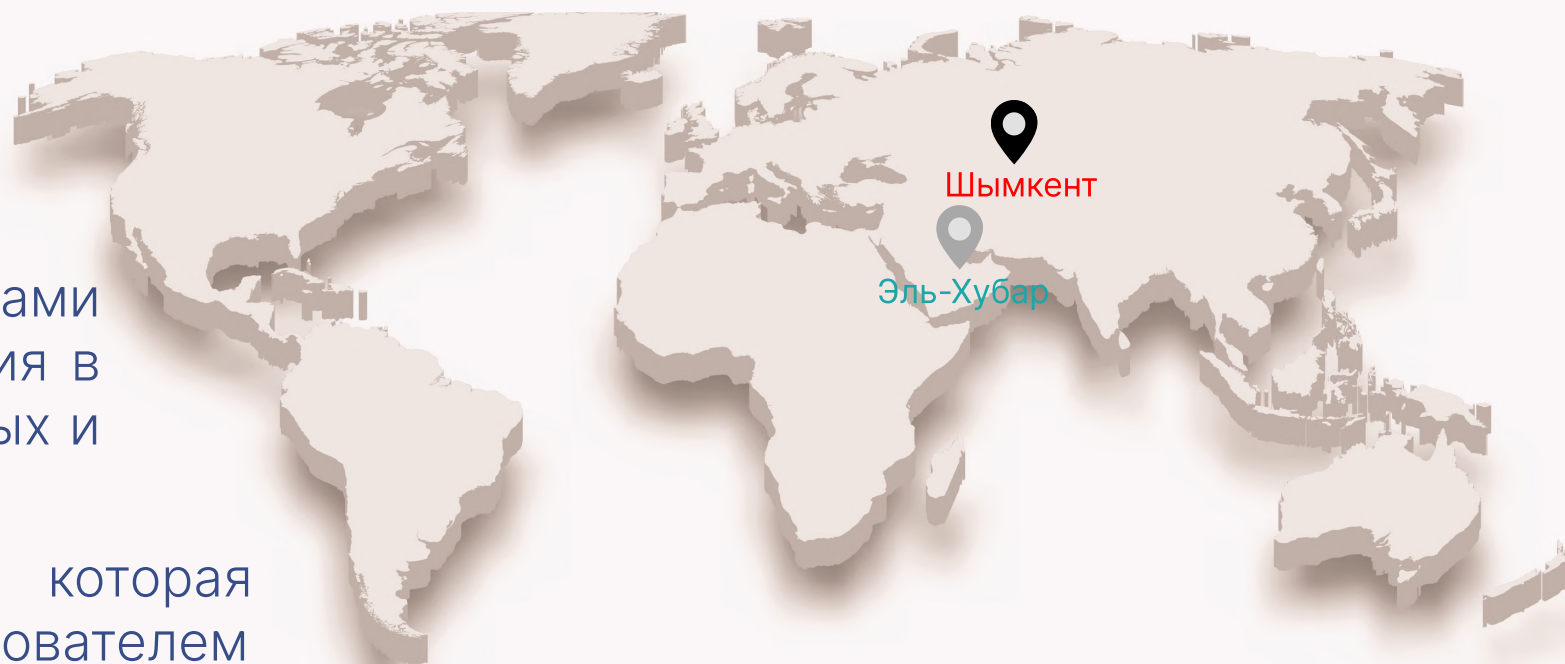 Шымкент
Эль-Хубар
ами
ия в
ых и
которая
ователем